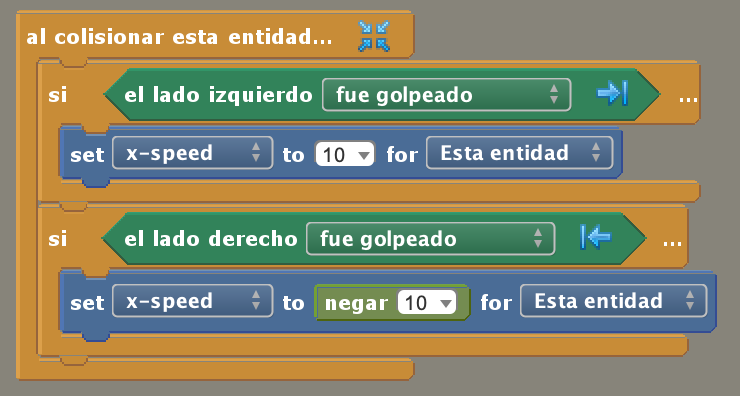 al colisionar esta entidad...
si el lado izquierdo fue golpeado ...
set x-speed to 10 for Esta entidad
si el lado derecho fue golpeado ...
set x-speed to negar 10 for Esta entidad